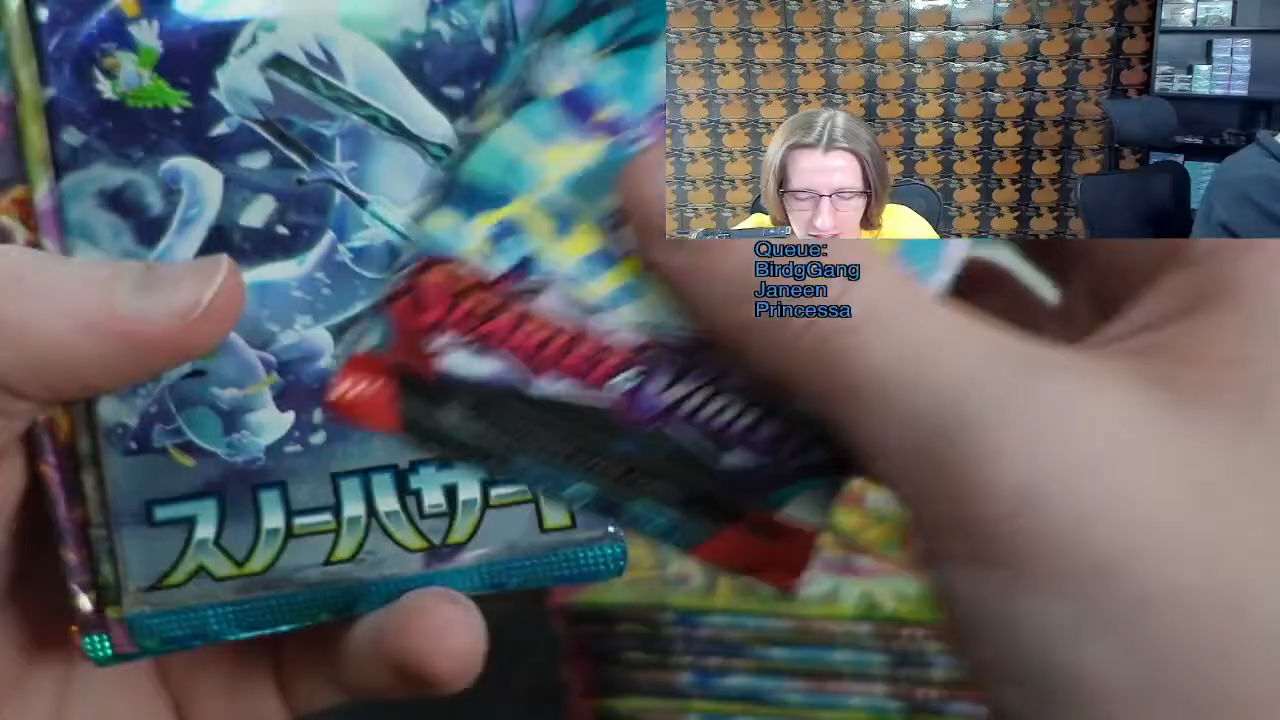 Queue:
BirdgGang
Janeen
Princessa
スノーハザード